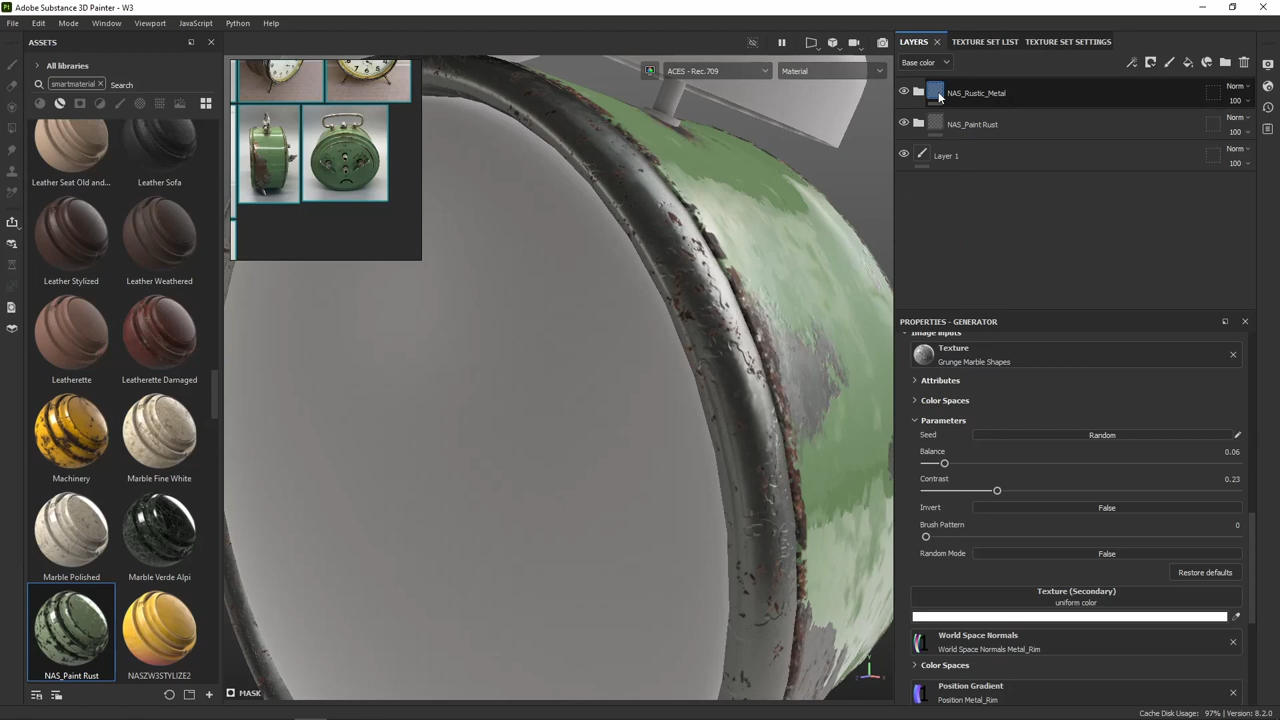 Pt Adobe Substance 3D Painter - W3
File Edit Mode Window Viewport JavaScript Python Help
ASSETS
All libraries
smartmaterial Search
Leather Seat Old and... Leather Sofa
Leather Stylized Leather Weathered
Leatherette Leatherette Damaged
Machinery Marble Fine White
Marble Polished Marble Verde Alpi
NAS_Paint Rust NASZW3STYLIZE2
ACES - Rec.709 Material
MASK
LAYERS TEXTURE SET LIST TEXTURE SET SETTINGS
Base color
NAS_Rustic_Metal Norm
100
NAS_Paint Rust Norm
100
Layer 1 Norm
100
PROPERTIES - GENERATOR
Image inputs
Texture
Grunge Marble Shapes
Attributes
Color Spaces
Parameters
Seed Random
Balance 0.06
Contrast 0.23
Invert False
Brush Pattern 0
Random Mode False
Restore defaults
Texture (Secondary)
uniform color
World Space Normals
World Space Normals Metal_Rim
Color Spaces
Position Gradient
Position Metal_Rim
Cache Disk Usage: 97% | Version: 8.2.0